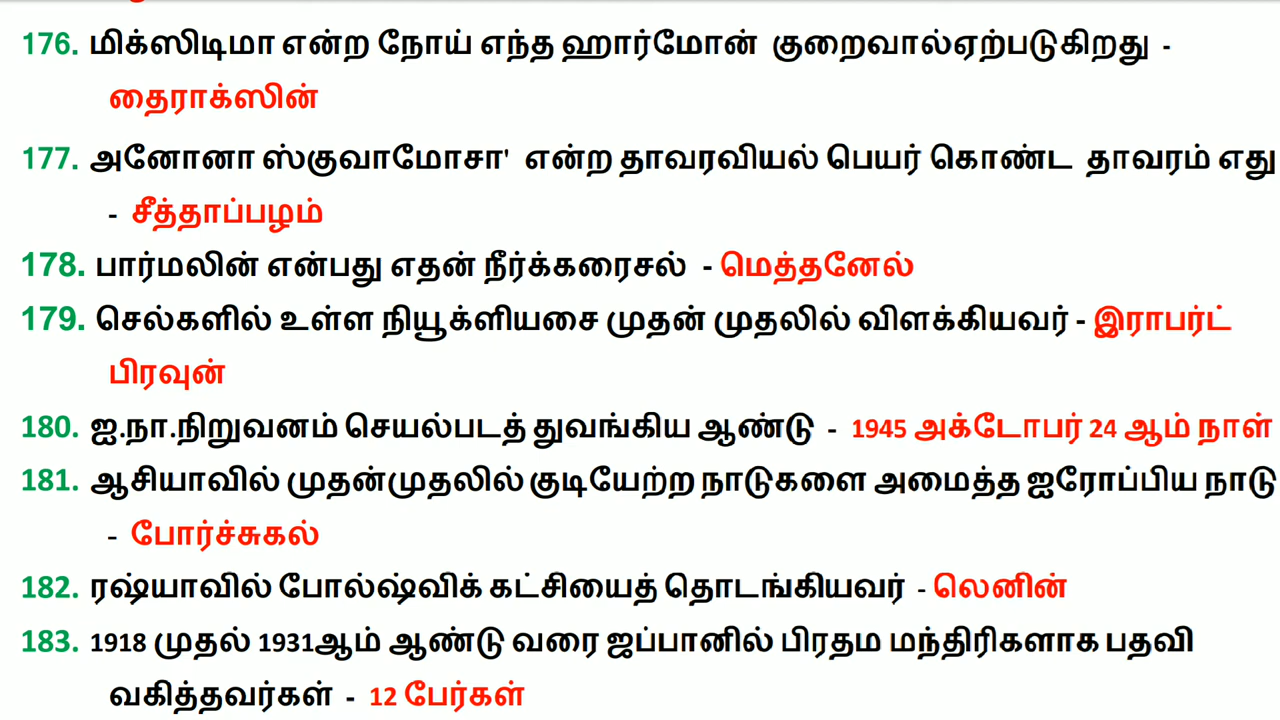 176. மிக்ஸிடிமா என்ற நோய் எந்த ஹார்மோன் குறைவால்ஏற்படுகிறது -
தைராக்ஸின்
177. அனோனா ஸ்குவாமோசா' என்ற தாவரவியல் பெயர் கொண்ட தாவரம் எது
- சீத்தாப்பழம்
178. பார்மலின் என்பது எதன் நீர்க்கரைசல் - மெத்தனேல்
179. செல்களில் உள்ள நியூக்ளியசை முதன் முதலில் விளக்கியவர் - இராபர்ட்
பிரவுன்
180. ஐ.நா.நிறுவனம் செயல்படத் துவங்கிய ஆண்டு - 1945 அக்டோபர் 24 ஆம் நாள்
181. ஆசியாவில் முதன்முதலில் குடியேற்ற நாடுகளை அமைத்த ஐரோப்பிய நாடு
- போர்ச்சுகல்
182. ரஷ்யாவில் போல்ஷ்விக் கட்சியைத் தொடங்கியவர் - லெனின்
183. 1918 முதல் 1931ஆம் ஆண்டு வரை ஜப்பானில் பிரதம மந்திரிகளாக பதவி
வகித்தவர்கள் - 12 பேர்கள்